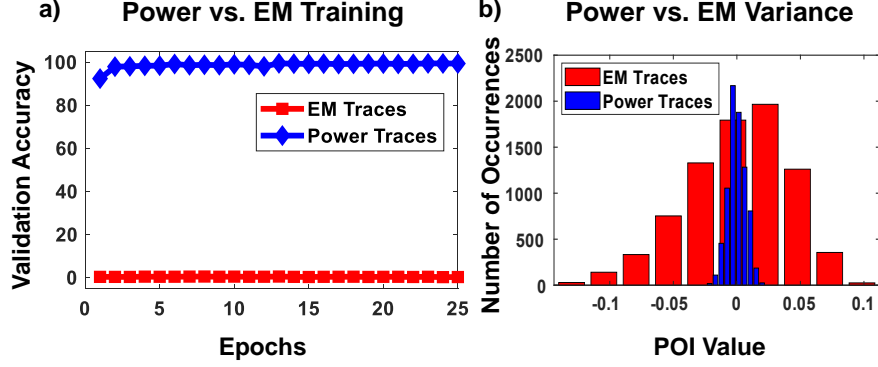 a)
Power vs. EM Training
Validation Accuracy
100
80
60
40
20
0
EM Traces
Power Traces
0
5
10
15
20
25
Epochs
b)
Power vs. EM Variance
Number of Occurrences
2500
2000
1500
1000
500
0
EM Traces
Power Traces
-0.1
-0.05
0
0.05
0.1
POI Value